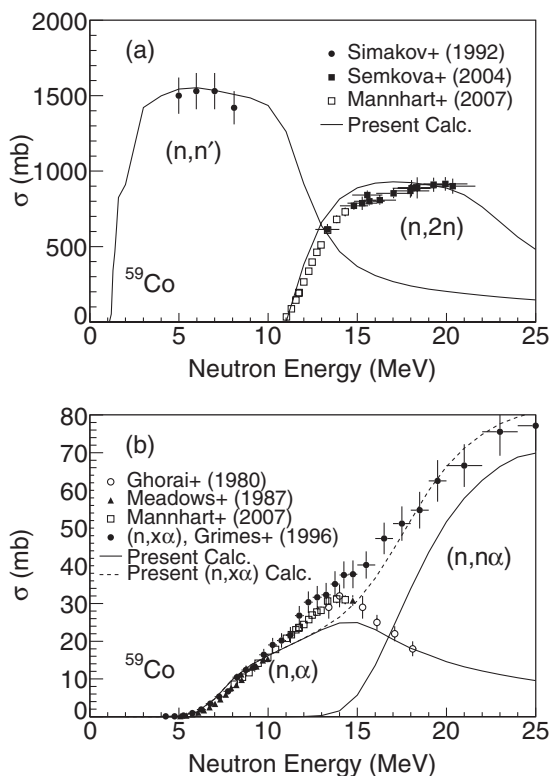 2000
1500
1000
500
0
σ (mb)
(a)
Simakov+ (1992)
Semkova+ (2004)
Mannhart+ (2007)
Present Calc.
(n,n′)
(n,2n)
⁵⁹Co
0 5 10 15 20 25
Neutron Energy (MeV)
80
70
60
50
40
30
20
10
0
σ (mb)
(b)
Ghorai+ (1980)
Meadows+ (1987)
Mannhart+ (2007)
(n,xα), Grimes+ (1996)
Present Calc.
Present (n,xα) Calc.
(n,nα)
⁵⁹Co
(n,α)
0 5 10 15 20 25
Neutron Energy (MeV)